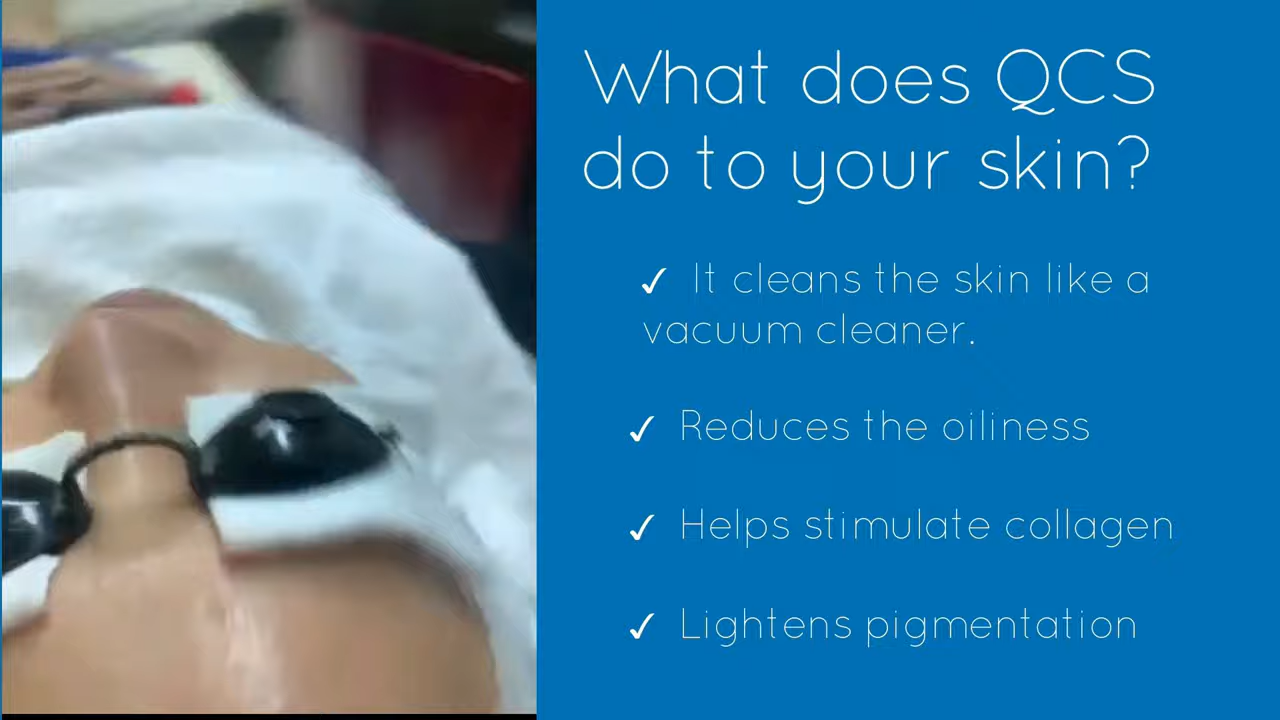 What does QCS
do to your skin?
✓ It cleans the skin like a
vacuum cleaner.
✓ Reduces the oiliness
✓ Helps stimulate collagen
✓ Lightens pigmentation